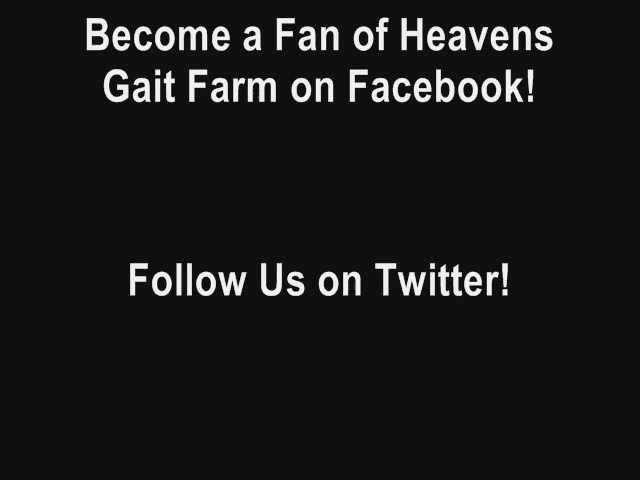 Become a Fan of Heavens
Gait Farm on Facebook!
Follow Us on Twitter!